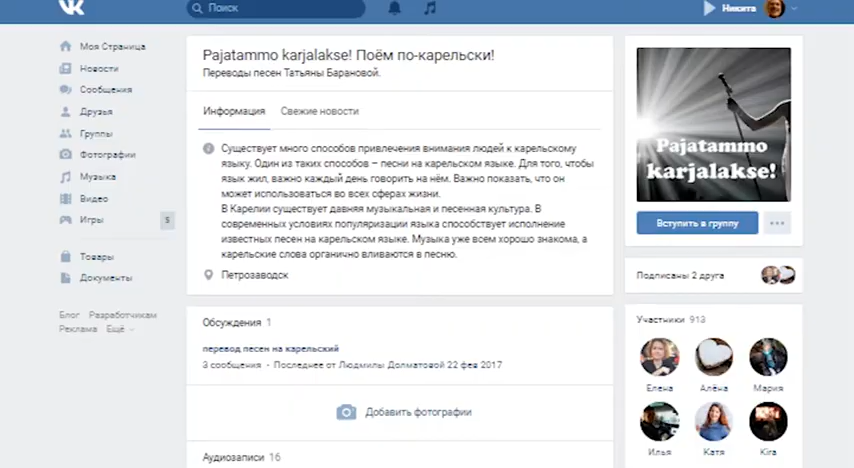 Поиск
Никита
Моя Страница
Новости
Сообщения
Друзья
Группы
Фотографии
Музыка
Видео
Игры 5
Товары
Документы
Блог Разработчикам
Реклама Ещё
Pajatammo karjalakse! Поём по-карельски!
Переводы песен Татьяны Барановой.
Информация Свежие новости
Существует много способов привлечения внимания людей к карельскому
языку. Один из таких способов – песни на карельском языке. Для того, чтобы
язык жил, важно каждый день говорить на нём. Важно показать, что он
может использоваться во всех сферах жизни.
В Карелии существует давняя музыкальная и песенная культура. В
современных условиях популяризации языка способствует исполнение
известных песен на карельском языке. Музыка уже всем хорошо знакома, а
карельские слова органично вливаются в песню.
Петрозаводск
Обсуждения 1
перевод песен на карельский
3 сообщения · Последнее от Людмилы Долматовой 22 фев 2017
Добавить фотографии
Аудиозаписи 16
Pajatammo
karjalakse!
Вступить в группу
Подписаны 2 друга
Участники 913
Елена Алёна Мария
Илья Катя Kira